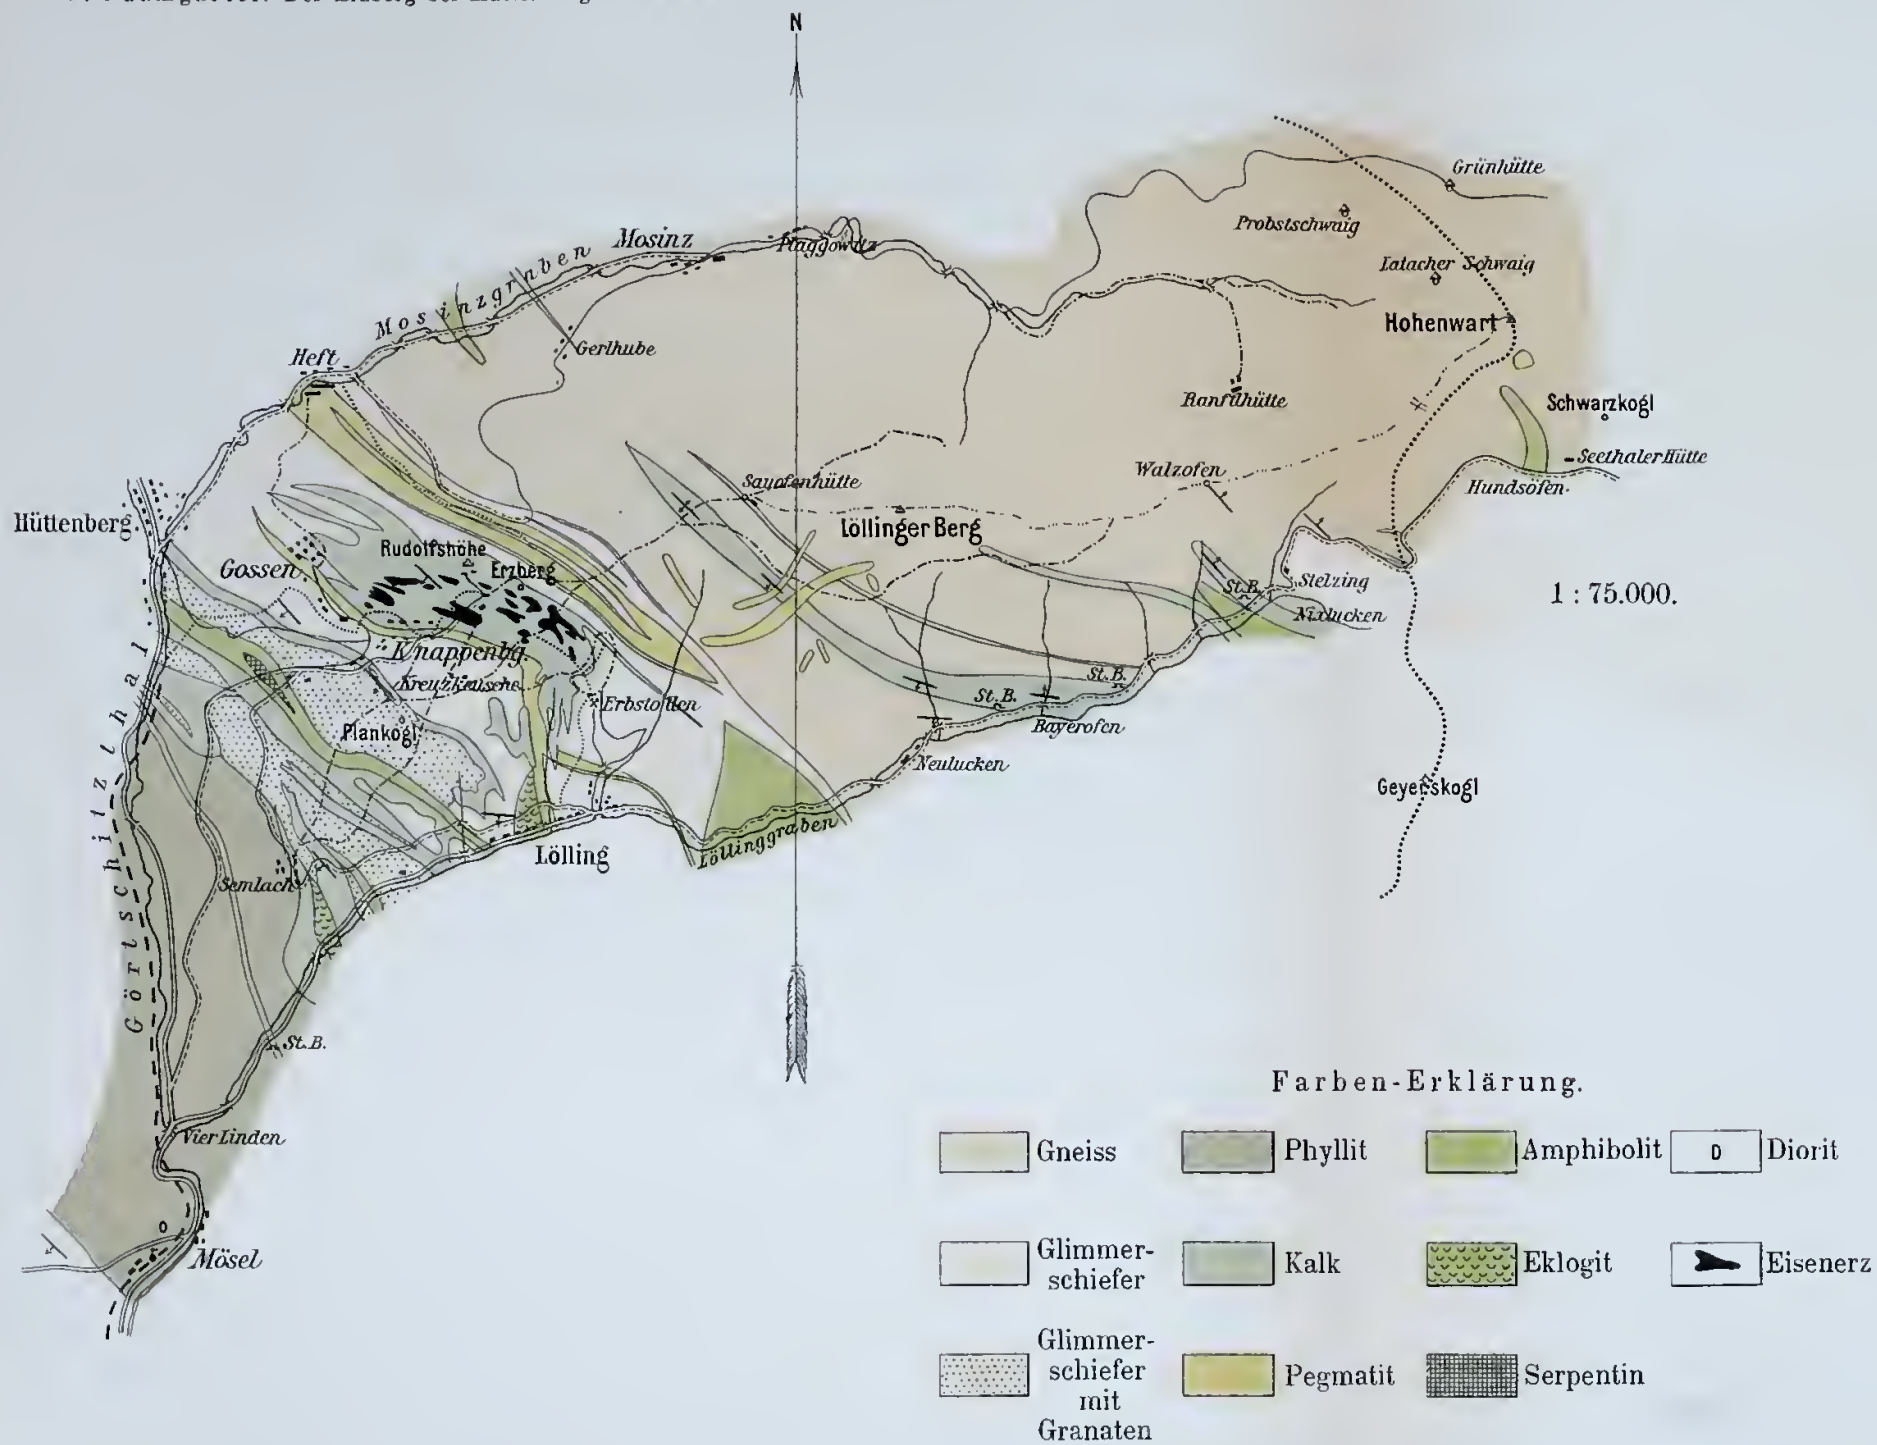 N
Grünhütte
Probstschwaig
Mosinz
Plaggowitz
Mosinzgraben
Latacher Schwaig
Hohenwart
Heft
Gerlhube
Ranftlhütte
Schwarzkogl
Seethaler Hütte
Walzofen
Hundsöfen.
Sauofenhütte
Hüttenberg.
Löllinger Berg
Rudolfshöhe
Erzberg
Gossen.
St.B.
Stelzing
Nixlucken
1 : 75.000.
Knappenbg.
Kreuzkeusche
St.B.
St.B.
Erbstollen
Plankogl
Bayerofen
Neulucken
Geyerskogl
Görtschitzthal
Löllinggraben
Lölling
Semlach
St.B.
Vier Linden
Mösel
Farben-Erklärung.
Gneiss
Phyllit
Amphibolit
D
Diorit
Glimmer-
schiefer
Kalk
Eklogit
Eisenerz
Glimmer-
schiefer
mit
Granaten
Pegmatit
Serpentin